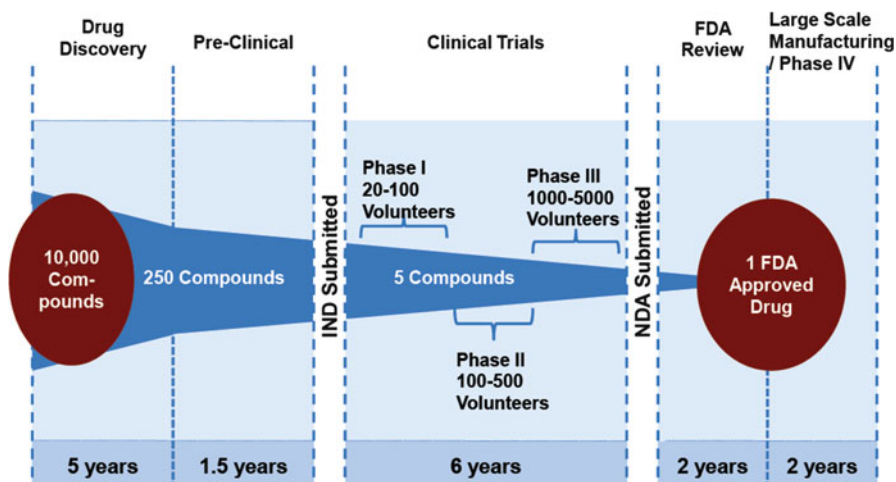 Drug
Discovery
Pre-Clinical
Clinical Trials
FDA
Review
Large Scale
Manufacturing
/ Phase IV
10,000
Com-
pounds
250 Compounds
IND Submitted
Phase I
20-100
Volunteers
Phase III
1000-5000
Volunteers
5 Compounds
Phase II
100-500
Volunteers
NDA Submitted
1 FDA
Approved
Drug
5 years
1.5 years
6 years
2 years
2 years